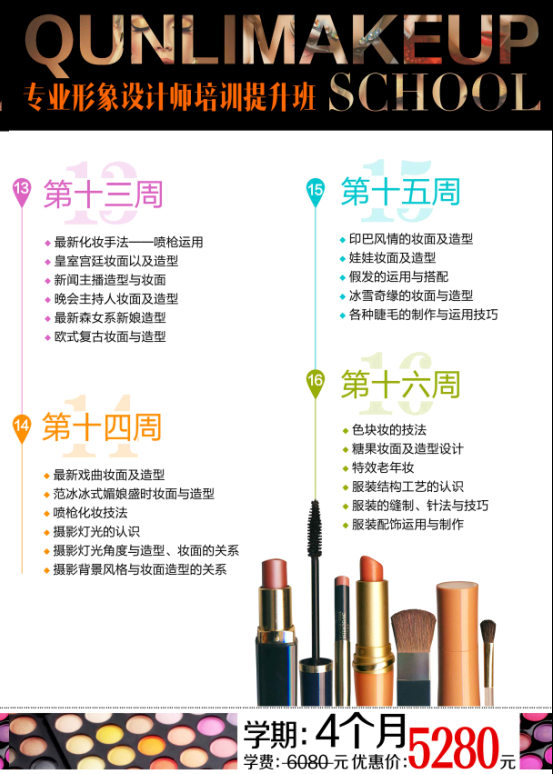 QUNLIMAKEUP
专业形象设计师培训提升班 SCHOOL
13 第十三周
最新化妆手法——喷枪运用
皇室宫廷妆面以及造型
新闻主播造型与妆面
晚会主持人妆面及造型
最新森女系新娘造型
欧式复古妆面与造型
14 第十四周
最新戏曲妆面及造型
范冰冰式媚娘盛时妆面与造型
喷枪化妆技法
摄影灯光的认识
摄影灯光角度与造型、妆面的关系
摄影背景风格与妆面造型的关系
15 第十五周
印巴风情的妆面及造型
娃娃妆面及造型
假发的运用与搭配
冰雪奇缘的妆面与造型
各种睫毛的制作与运用技巧
16 第十六周
色块妆的技法
糖果妆面及造型设计
特效老年妆
服装结构工艺的认识
服装的缝制、针法与技巧
服装配饰运用与制作
学期：4个月
学费：6080 元 优惠价：5280元